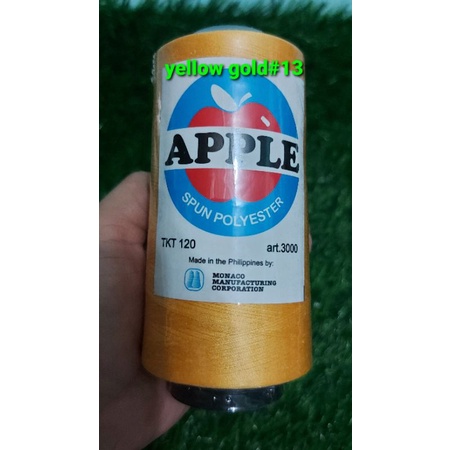 yellow gold#13
APPLE
SPUN POLYESTER
TKT 120 art.3000
Made in the Philippines by:
MONACO
MANUFACTURING
CORPORATION